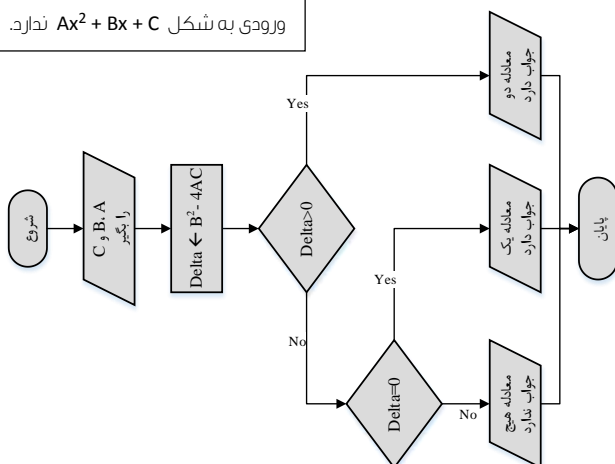 ورودی به شکل Ax² + Bx + C ندارد.
شروع
A ،B و C
را بگیر
Delta ← B² - 4AC
Delta>0
Yes
معادله دو
جواب دارد
No
Delta=0
Yes
معادله یک
جواب دارد
No
معادله هیچ
جواب ندارد
پایان